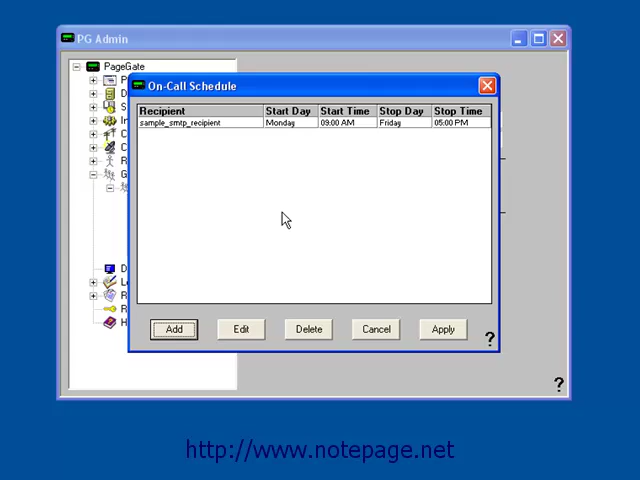 PG Admin
PageGate
On-Call Schedule
Recipient Start Day Start Time Stop Day Stop Time
sample_smtp_recipient Monday 09:00 AM Friday 05:00 PM
Add Edit Delete Cancel Apply ?
?
http://www.notepage.net